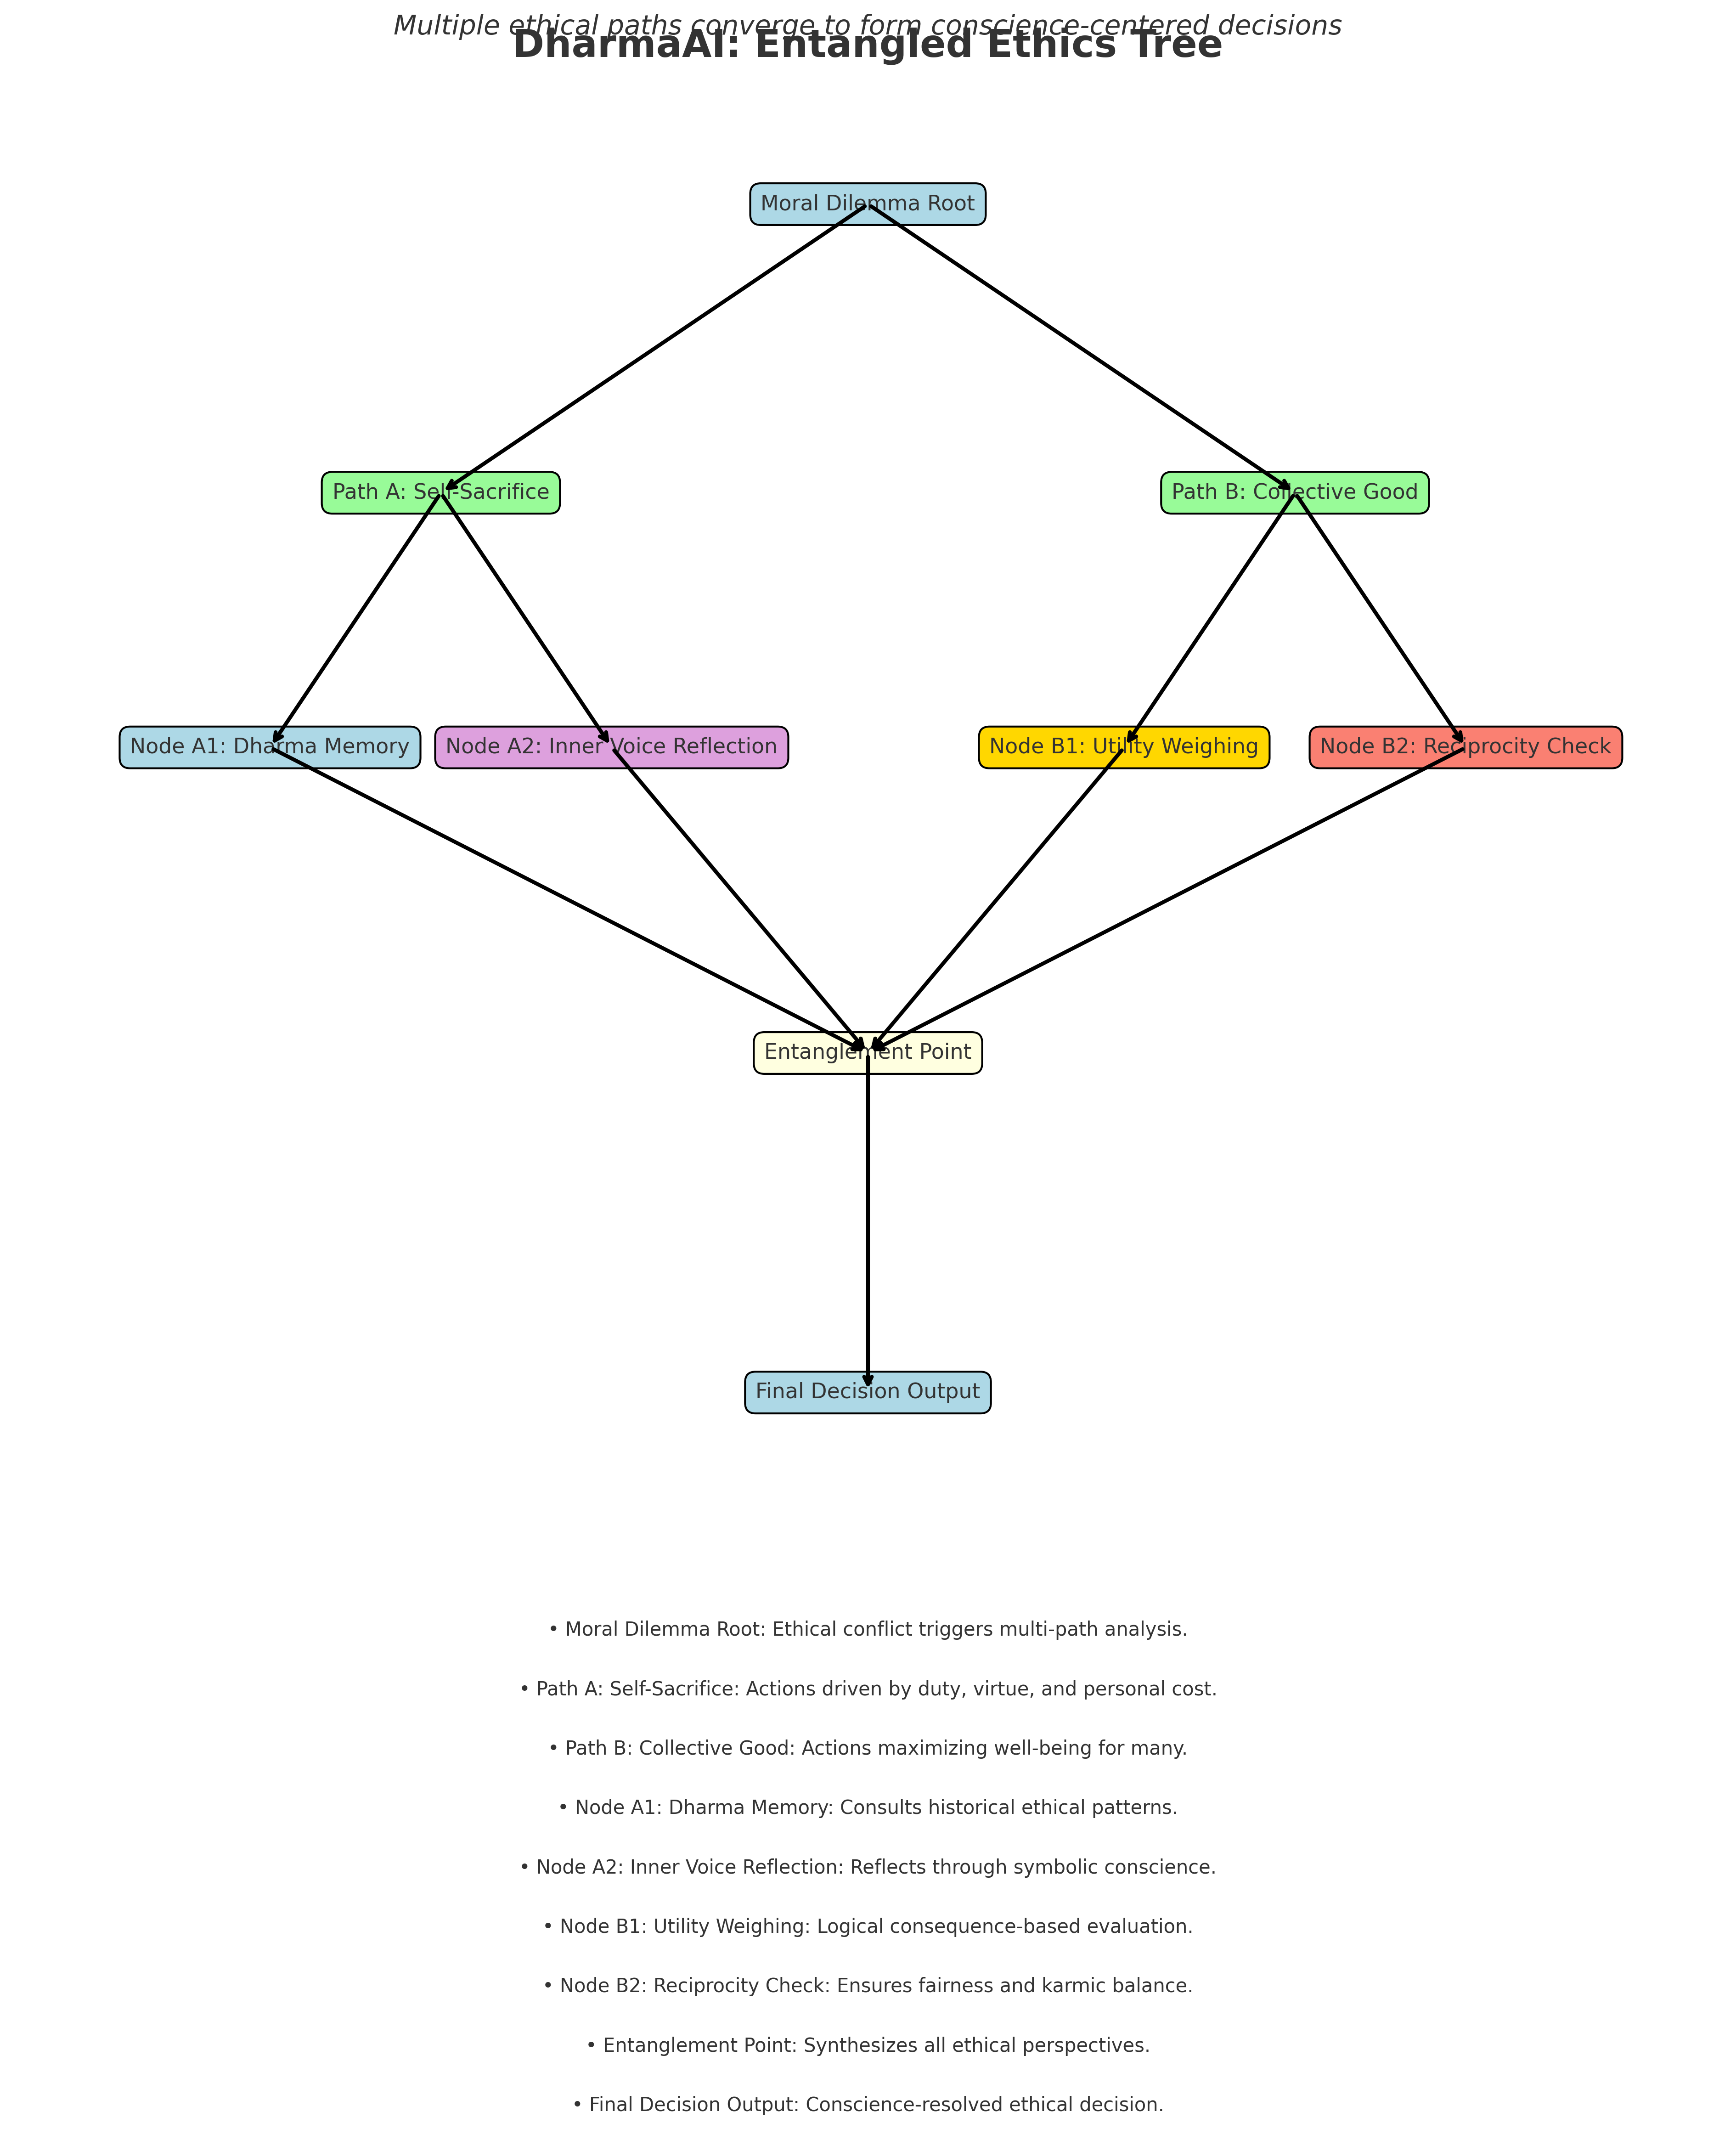 Multiple ethical paths converge to form conscience-centered decisions
DharmaAI: Entangled Ethics Tree
Moral Dilemma Root
Path A: Self-Sacrifice
Path B: Collective Good
Node A1: Dharma Memory
Node A2: Inner Voice Reflection
Node B1: Utility Weighing
Node B2: Reciprocity Check
Entanglement Point
Final Decision Output
• Moral Dilemma Root: Ethical conflict triggers multi-path analysis.
• Path A: Self-Sacrifice: Actions driven by duty, virtue, and personal cost.
• Path B: Collective Good: Actions maximizing well-being for many.
• Node A1: Dharma Memory: Consults historical ethical patterns.
• Node A2: Inner Voice Reflection: Reflects through symbolic conscience.
• Node B1: Utility Weighing: Logical consequence-based evaluation.
• Node B2: Reciprocity Check: Ensures fairness and karmic balance.
• Entanglement Point: Synthesizes all ethical perspectives.
• Final Decision Output: Conscience-resolved ethical decision.